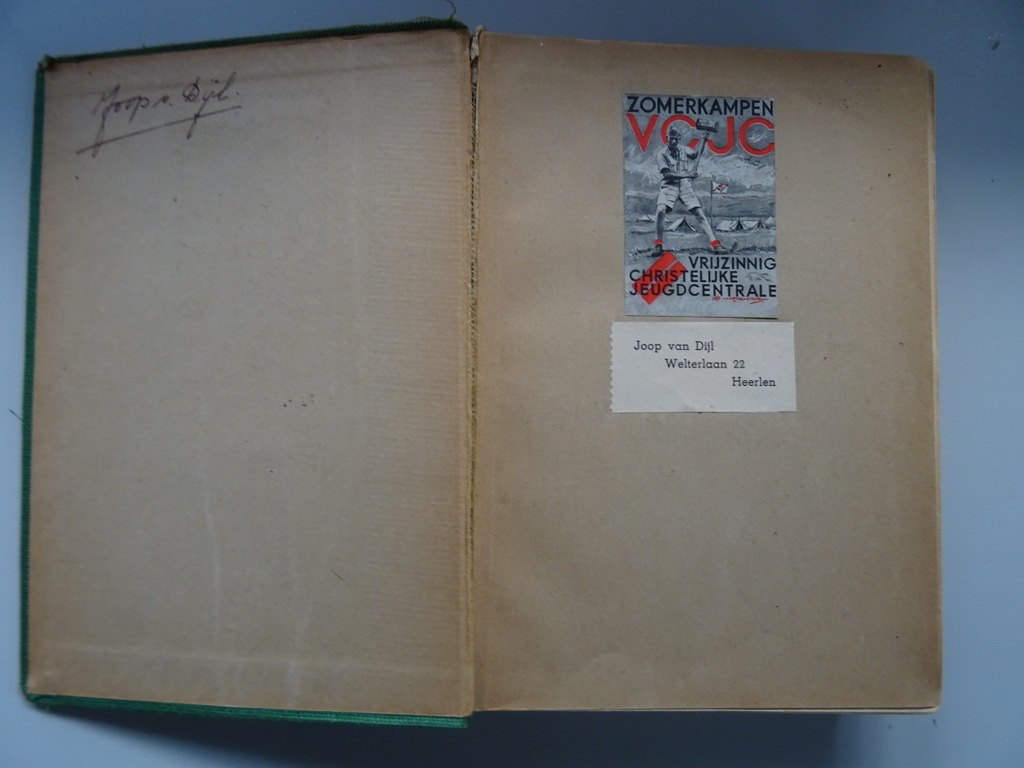 Joop v. Dijl.
ZOMERKAMPEN
VCJC
VRIJZINNIG
CHRISTELIJKE
JEUGDCENTRALE
Joop van Dijl
Welterlaan 22
Heerlen